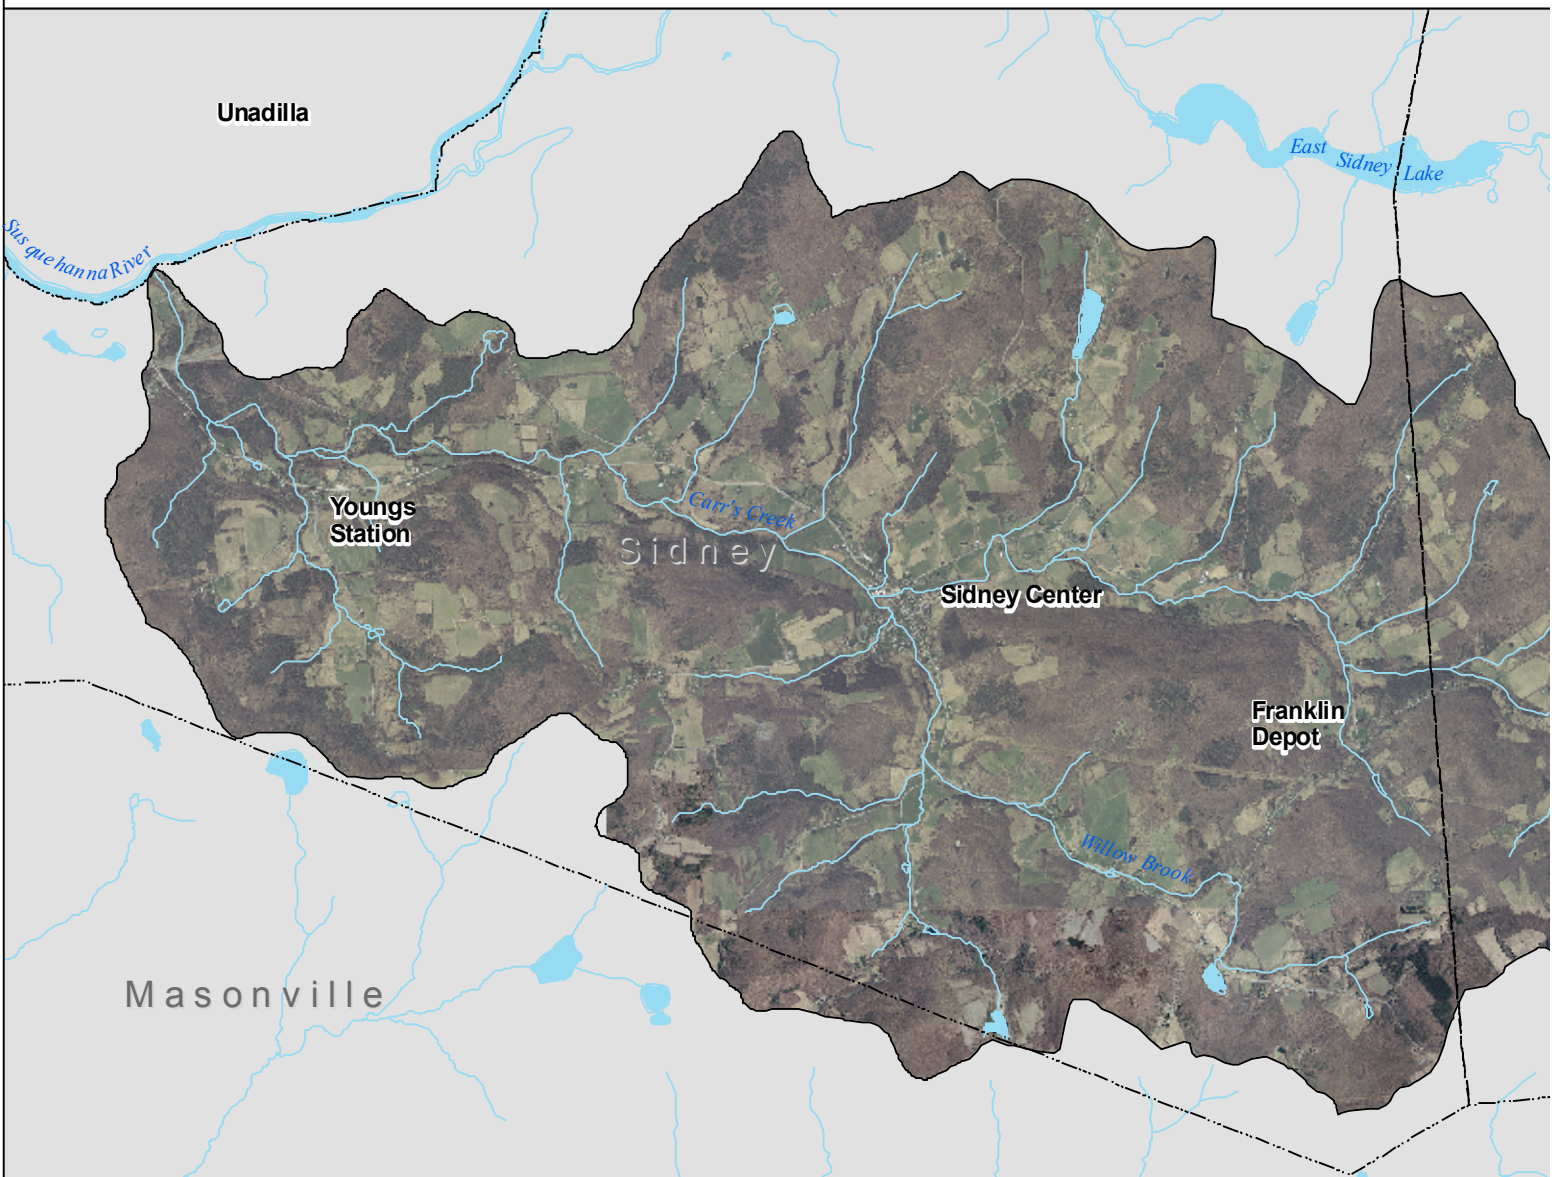 Unadilla
East Sidney Lake
Susquehanna River
Youngs
Station
Carr's Creek
Sidney
Sidney Center
Franklin
Depot
Willow Brook
Masonville